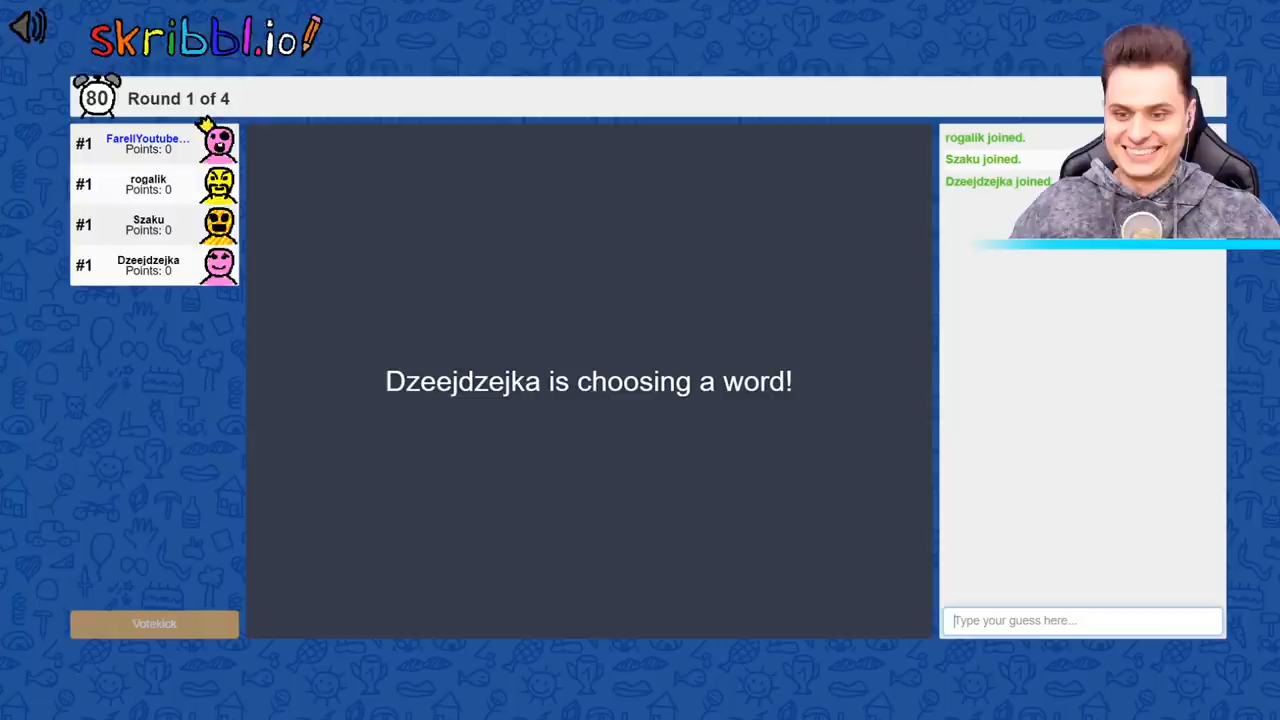 skribbl.io
80
Round 1 of 4
#1
FarellYoutube...
Points: 0
#1
rogalik
Points: 0
#1
Szaku
Points: 0
#1
Dzeejdzejka
Points: 0
Votekick
Dzeejdzejka is choosing a word!
rogalik joined.
Szaku joined.
Dzeejdzejka joined
Type your guess here...